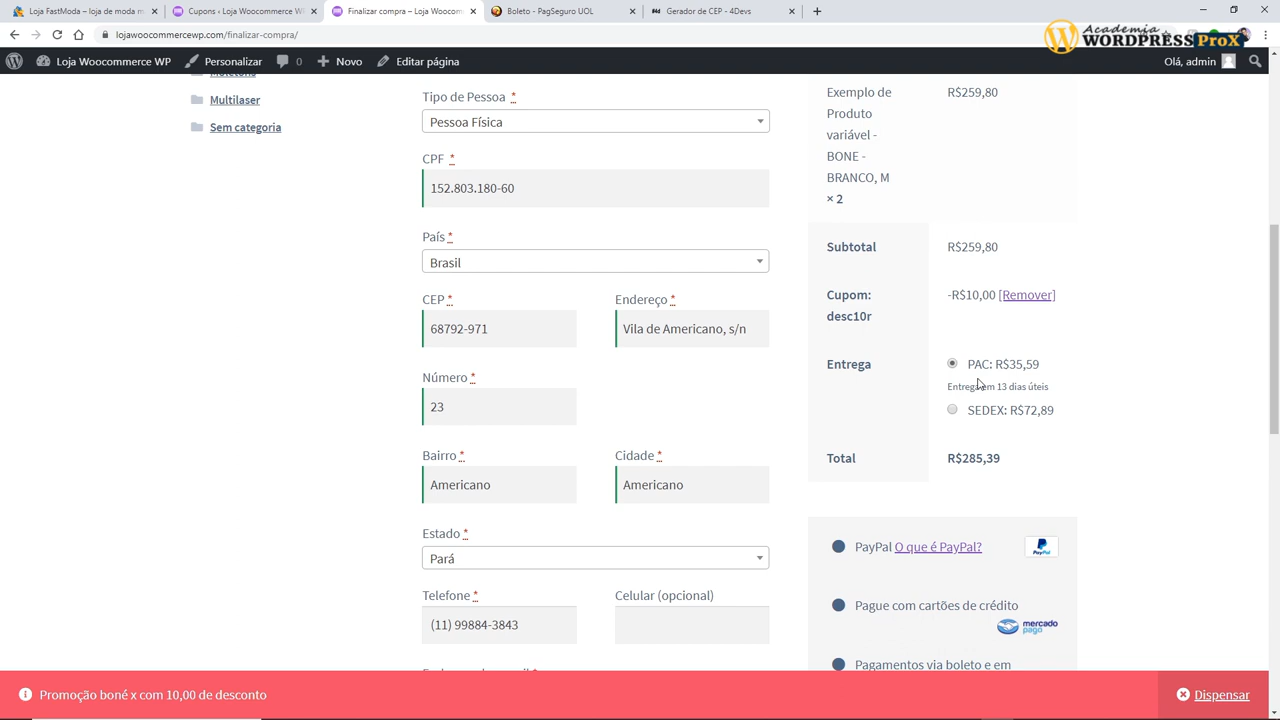 Loja FastModa – loja de moda m
Cupons ‹ Loja Woocommerce W
Finalizar compra – Loja Woocomm
Boleto - PagSeguro UOL
Gerador de CEP - 4Devs
lojawoocommercewp.com/finalizar-compra/
Academia
WORDPRESS ProX
Loja Woocommerce WP
Personalizar
0
Novo
Editar página
Olá, admin
Multilaser
Sem categoria
Tipo de Pessoa *
Pessoa Física
CPF *
152.803.180-60
País *
Brasil
CEP *
Endereço *
68792-971
Vila de Americano, s/n
Número *
23
Bairro *
Cidade *
Americano
Americano
Estado *
Pará
Telefone *
Celular (opcional)
(11) 99884-3843
Exemplo de
R$259,80
Produto
variável -
BONE -
BRANCO, M
× 2
Subtotal
R$259,80
Cupom:
-R$10,00 [Remover]
desc10r
Entrega
PAC: R$35,59
Entrega em 13 dias úteis
SEDEX: R$72,89
Total
R$285,39
PayPal O que é PayPal?
PayPal
Pague com cartões de crédito
mercado
pago
Pagamentos via boleto e em
Promoção boné x com 10,00 de desconto
Dispensar